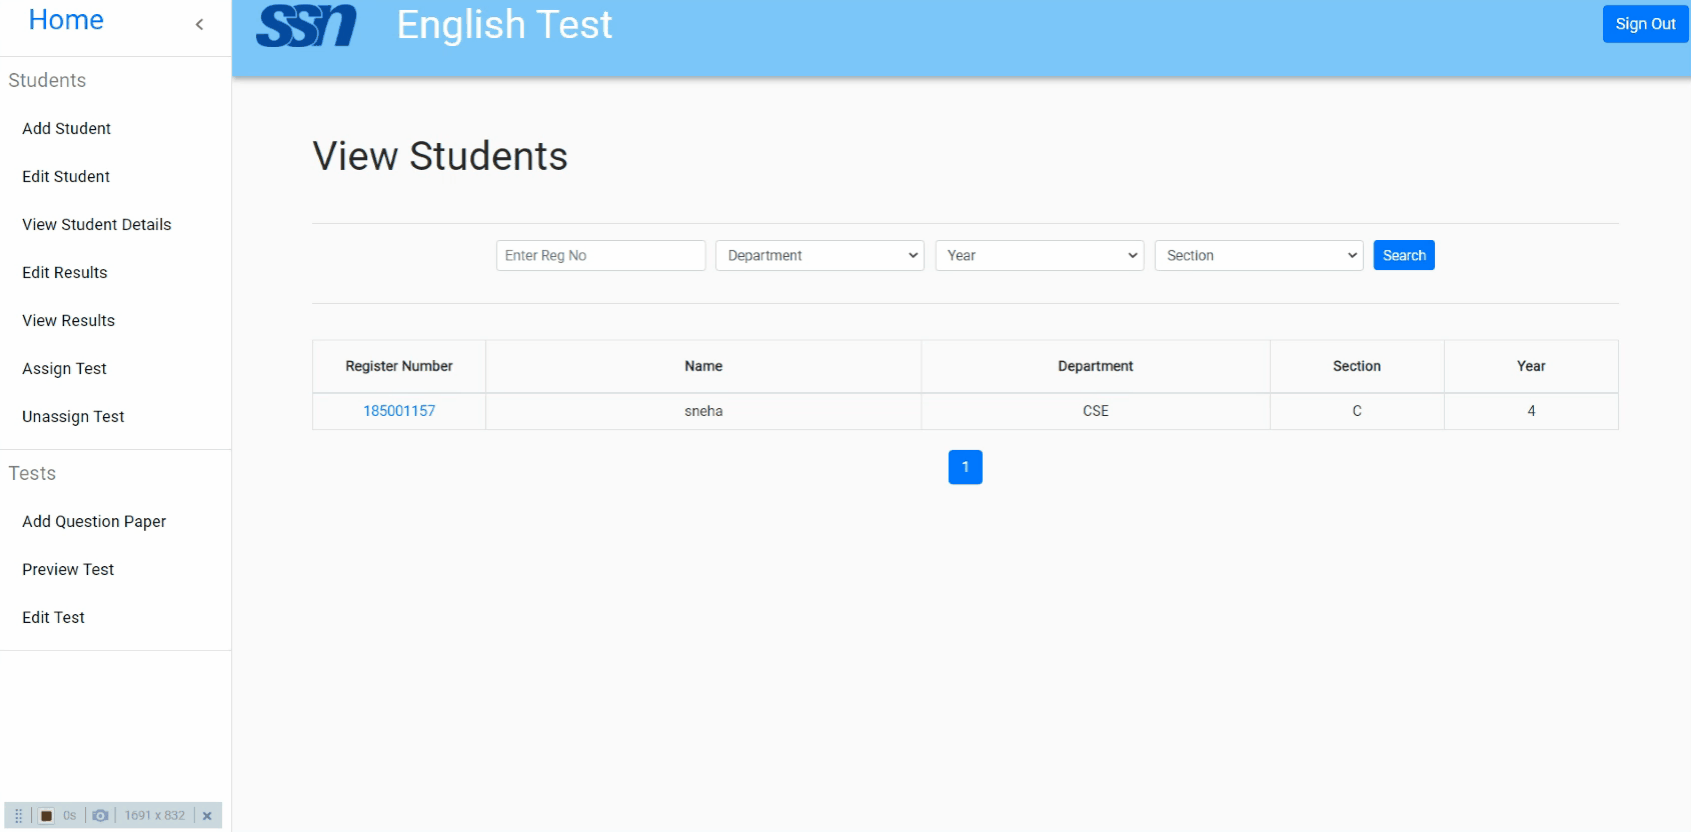 Home
ssn
English Test
Sign Out
Students
Add Student
Edit Student
View Student Details
Edit Results
View Results
Assign Test
Unassign Test
Tests
Add Question Paper
Preview Test
Edit Test
View Students
Enter Reg No Department Year Section Search
Register Number Name Department Section Year
185001157 sneha CSE C 4
1
0s 1691 x 832